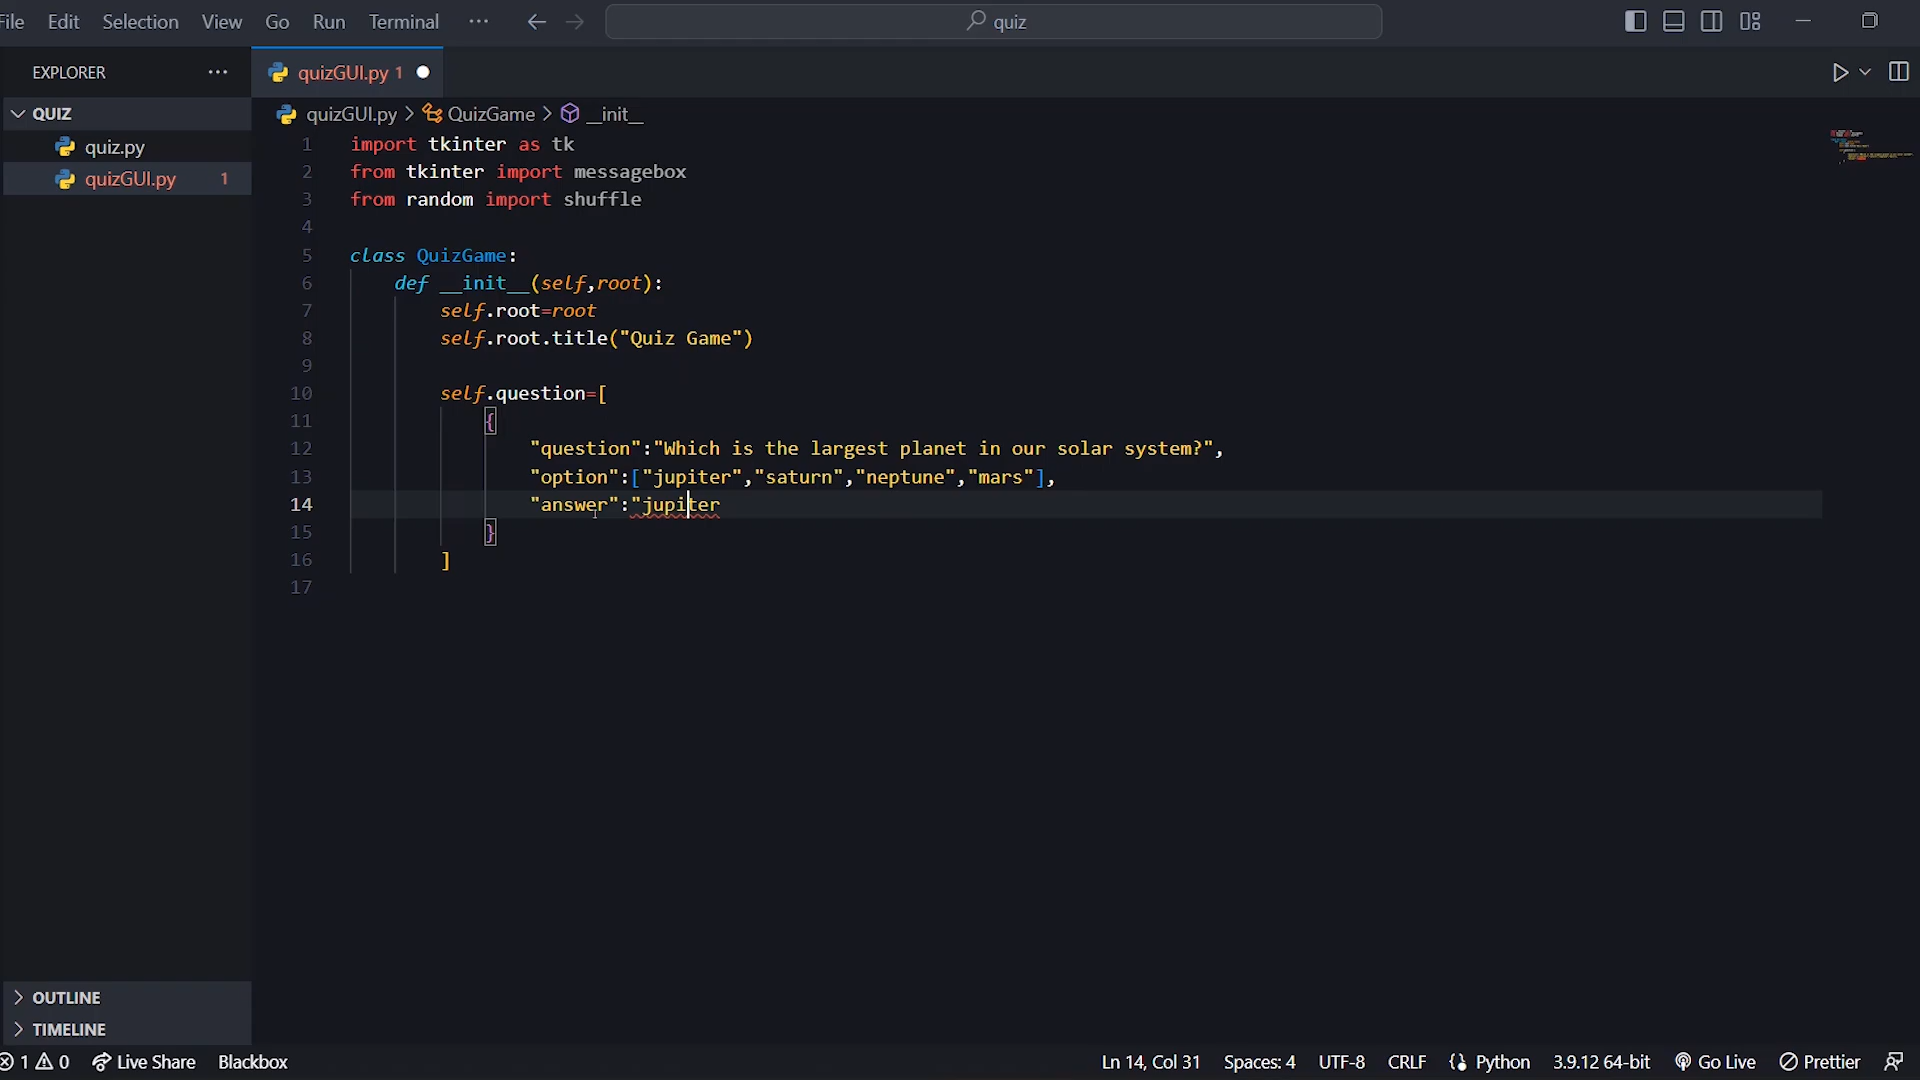 File Edit Selection View Go Run Terminal ··· quiz
EXPLORER ···
QUIZ
quiz.py
quizGUI.py 1
OUTLINE
TIMELINE
quizGUI.py 1
quizGUI.py > QuizGame > __init__
1 import tkinter as tk
2 from tkinter import messagebox
3 from random import shuffle
4
5 class QuizGame:
6 def __init__(self,root):
7 self.root=root
8 self.root.title("Quiz Game")
9
10 self.question=[
11 {
12 "question":"Which is the largest planet in our solar system?",
13 "option":["jupiter","saturn","neptune","mars"],
14 "answer":"jupiter
15 }
16 ]
17
1 0 Live Share Blackbox Ln 14, Col 31 Spaces: 4 UTF-8 CRLF Python 3.9.12 64-bit Go Live Prettier